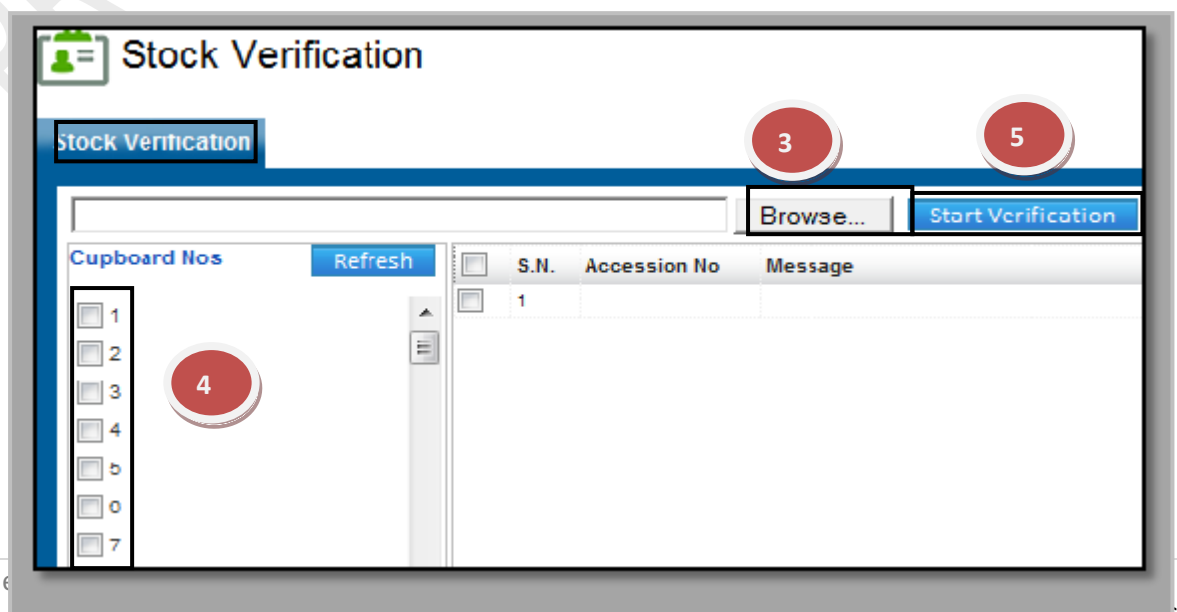 Stock Verification
Stock Verification
3
5
Browse...
Start Verification
Cupboard Nos
Refresh
S.N.
Accession No
Message
1
1
2
3
4
4
5
6
7